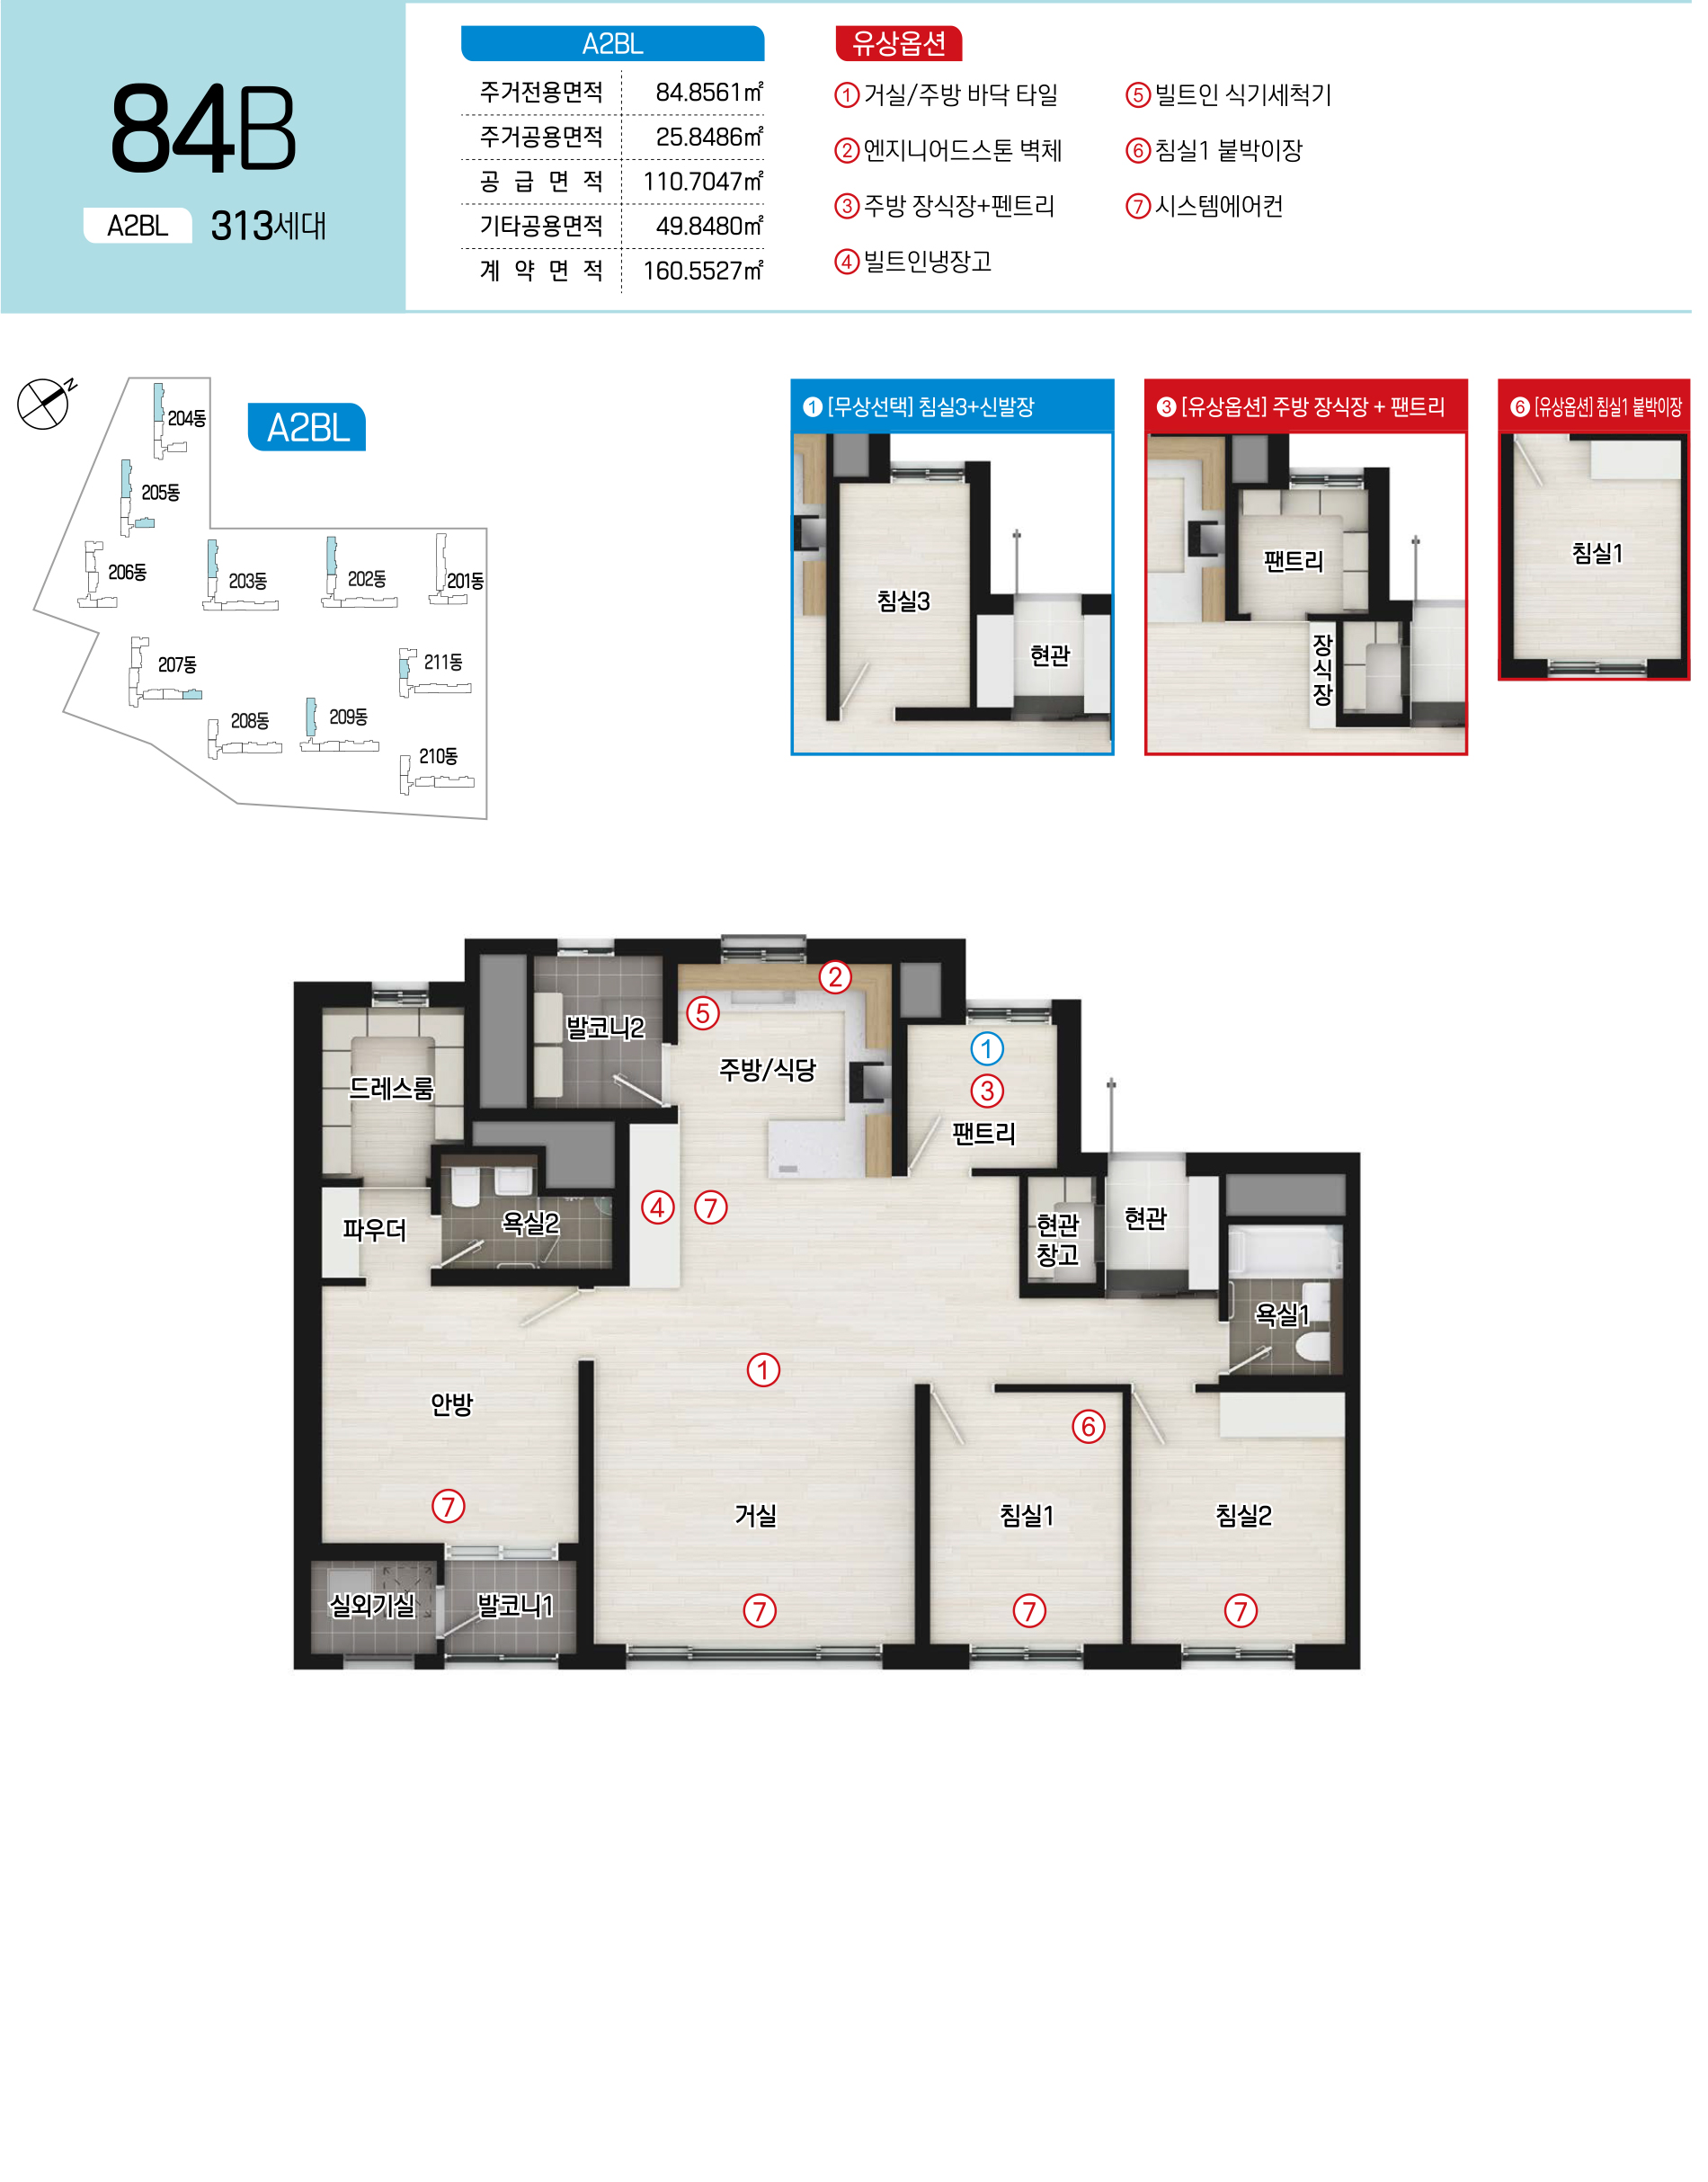 84B
A2BL 313세대
A2BL
주거전용면적 84.8561㎡
주거공용면적 25.8486㎡
공 급 면 적 110.7047㎡
기타공용면적 49.8480㎡
계 약 면 적 160.5527㎡
유상옵션
① 거실/주방 바닥 타일
② 엔지니어드스톤 벽체
③ 주방 장식장+펜트리
④ 빌트인냉장고
⑤ 빌트인 식기세척기
⑥ 침실1 붙박이장
⑦ 시스템에어컨
N
A2BL
204동
205동
206동
203동
202동
201동
207동
211동
208동
209동
210동
❶ [무상선택] 침실3+신발장
침실3
현관
❸ [유상옵션] 주방 장식장 + 팬트리
팬트리
장식장
❻ [유상옵션] 침실1 붙박이장
침실1
②
⑤
발코니2
주방/식당
①
③
팬트리
드레스룸
④ ⑦
파우더
욕실2
현관
창고
현관
욕실1
①
안방
⑥
⑦
거실
침실1
침실2
실외기실
발코니1
⑦
⑦
⑦